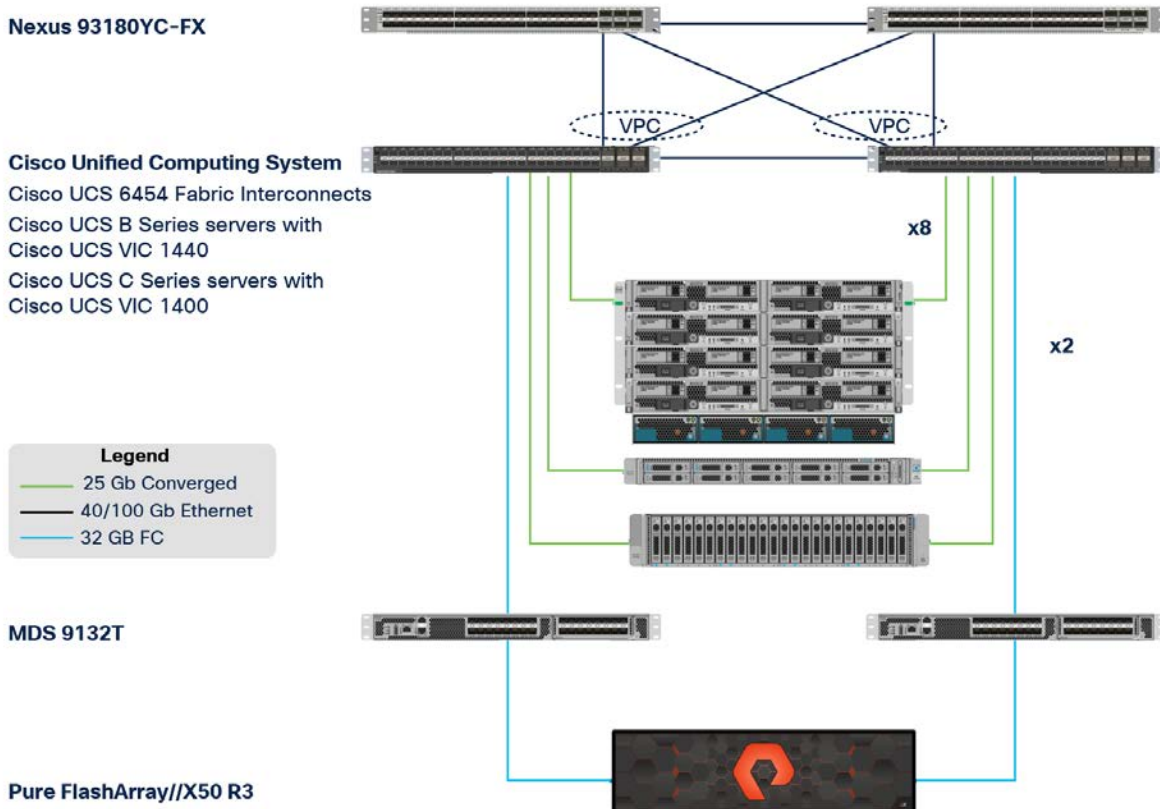 Nexus 93180YC-FX
VPC
VPC
Cisco Unified Computing System
Cisco UCS 6454 Fabric Interconnects
Cisco UCS B Series servers with
Cisco UCS VIC 1440
Cisco UCS C Series servers with
Cisco UCS VIC 1400
x8
x2
Legend
25 Gb Converged
40/100 Gb Ethernet
32 GB FC
MDS 9132T
Pure FlashArray//X50 R3